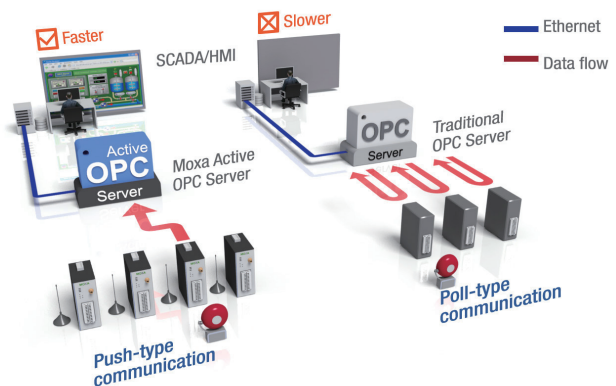 Faster
SCADA/HMI
Active
OPC
Server
Moxa Active
OPC Server
Push-type
communication
Slower
OPC
Server
Traditional
OPC Server
Poll-type
communication
Ethernet
Data flow